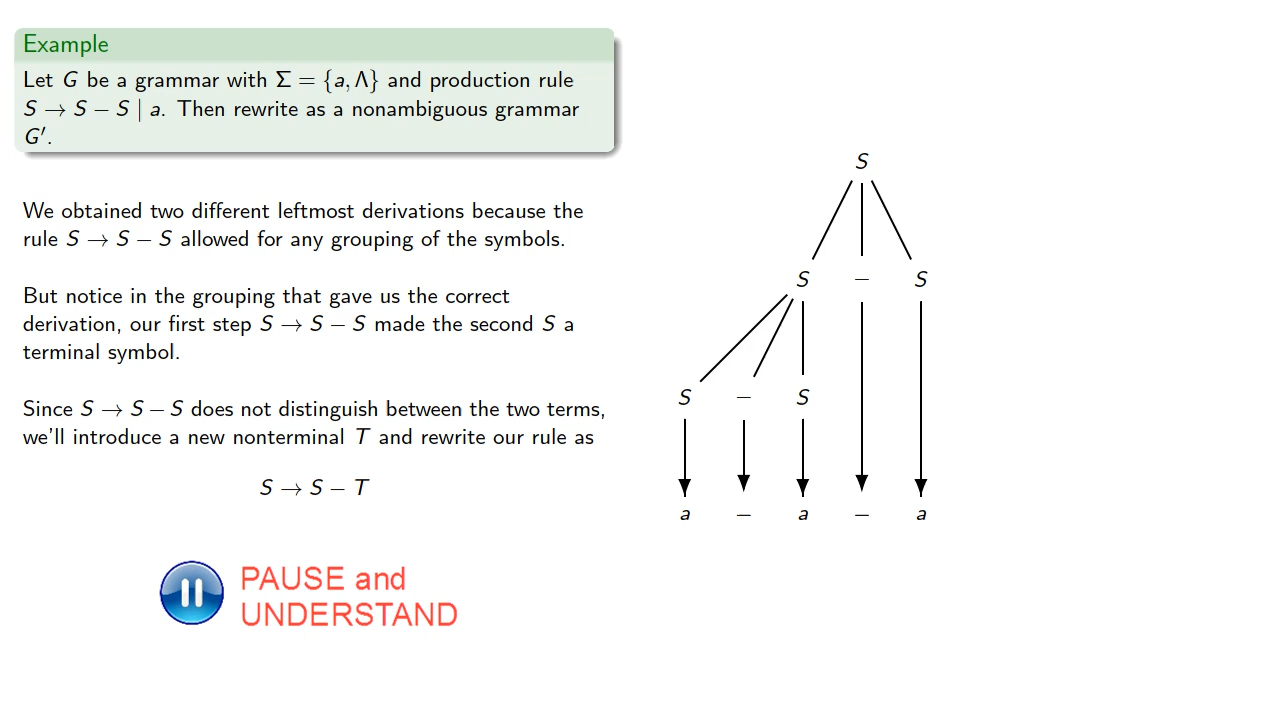 Example
Let G be a grammar with Σ = {a, Λ} and production rule
S → S − S | a. Then rewrite as a nonambiguous grammar
G′.
We obtained two different leftmost derivations because the
rule S → S − S allowed for any grouping of the symbols.
But notice in the grouping that gave us the correct
derivation, our first step S → S − S made the second S a
terminal symbol.
Since S → S − S does not distinguish between the two terms,
we'll introduce a new nonterminal T and rewrite our rule as
S → S − T
PAUSE and
UNDERSTAND
S
S − S
S − S
a − a − a